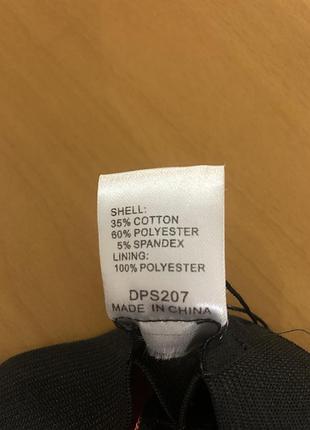 SHELL:
35% COTTON
60% POLYESTER
5% SPANDEX
LINING:
100% POLYESTER
DPS207
MADE IN CHINA